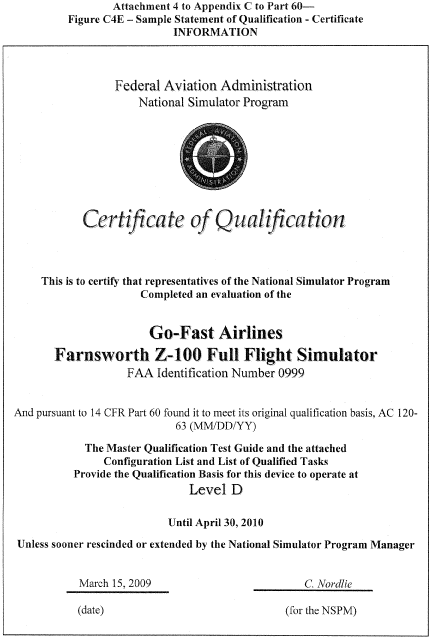 Attachment 4 to Appendix C to Part 60—
Figure C4E – Sample Statement of Qualification - Certificate
INFORMATION
Federal Aviation Administration
National Simulator Program
FEDERAL AVIATION
ADMINISTRATION
Certificate of Qualification
This is to certify that representatives of the National Simulator Program
Completed an evaluation of the
Go-Fast Airlines
Farnsworth Z-100 Full Flight Simulator
FAA Identification Number 0999
And pursuant to 14 CFR Part 60 found it to meet its original qualification basis, AC 120-
63 (MM/DD/YY)
The Master Qualification Test Guide and the attached
Configuration List and List of Qualified Tasks
Provide the Qualification Basis for this device to operate at
Level D
Until April 30, 2010
Unless sooner rescinded or extended by the National Simulator Program Manager
March 15, 2009
C. Nordlie
(date)
(for the NSPM)